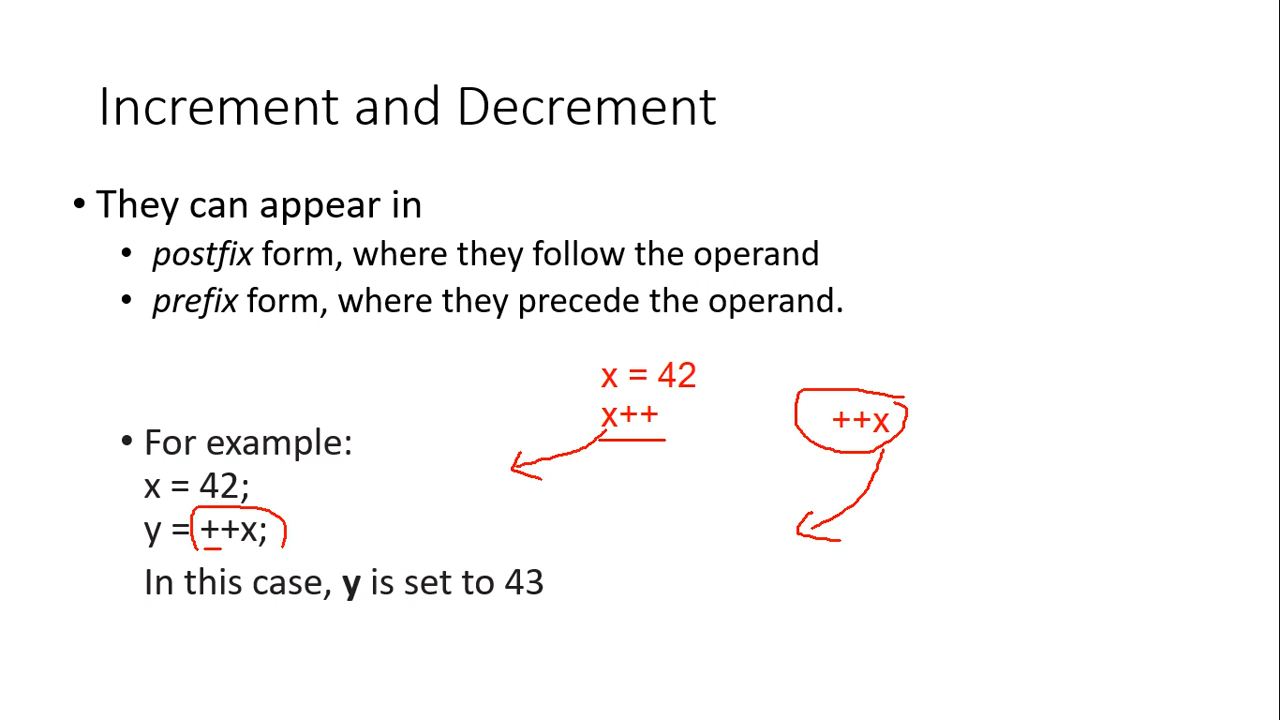 Increment and Decrement
• They can appear in
• postfix form, where they follow the operand
• prefix form, where they precede the operand.
x = 42
x++
++x
• For example:
x = 42;
y = ++x;
In this case, y is set to 43